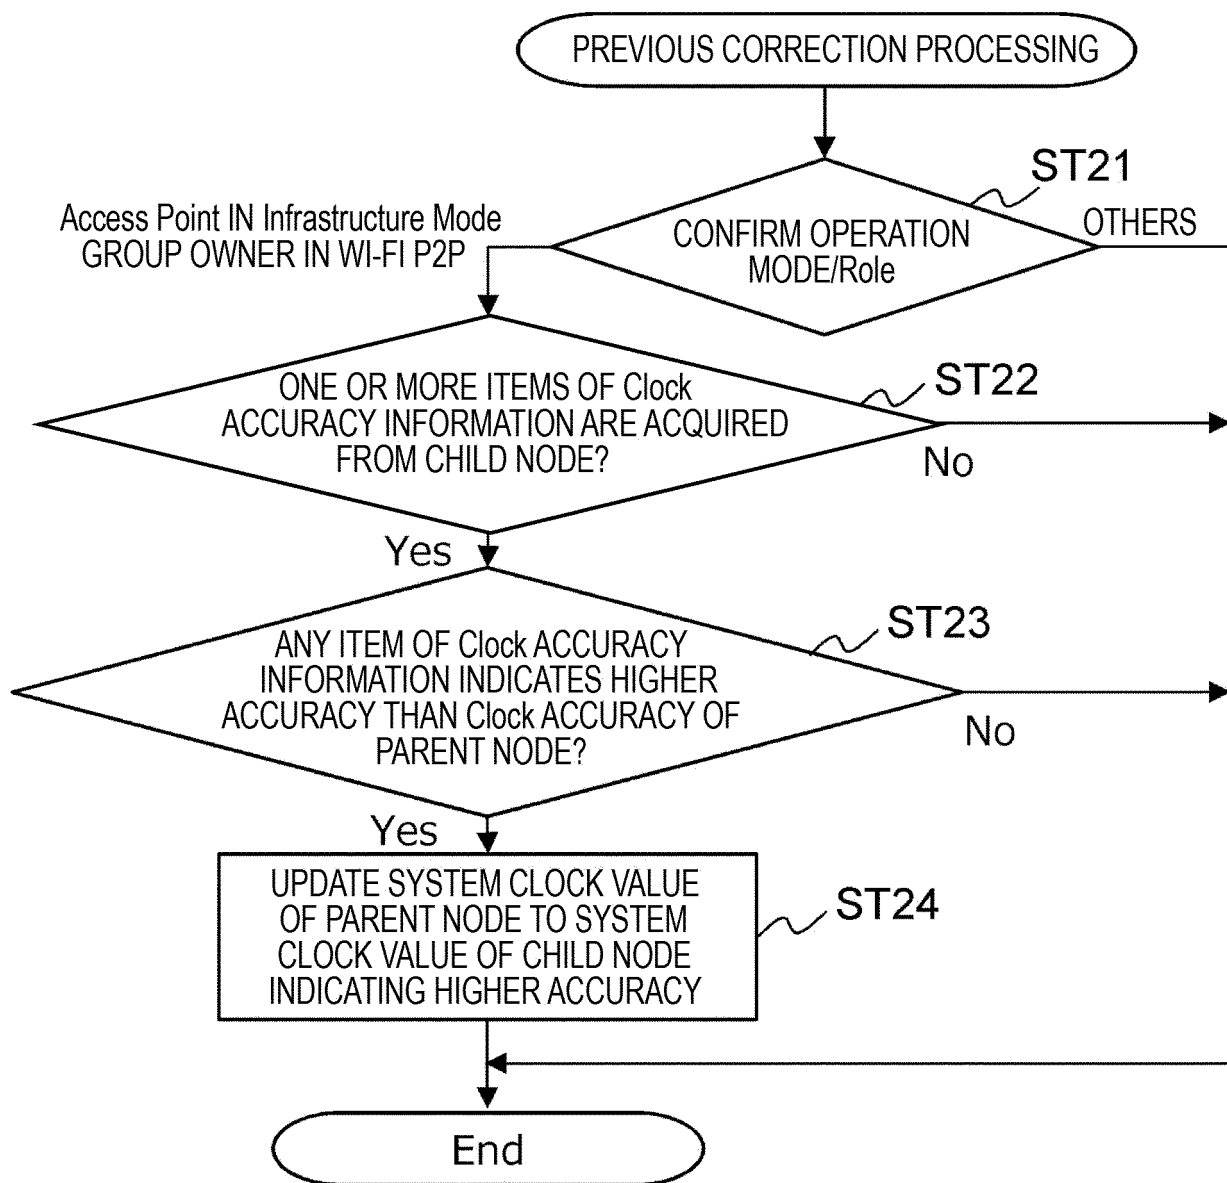 PREVIOUS CORRECTION PROCESSING
ST21
Access Point IN Infrastructure Mode
GROUP OWNER IN WI-FI P2P
CONFIRM OPERATION
MODE/Role
OTHERS
ONE OR MORE ITEMS OF Clock
ACCURACY INFORMATION ARE ACQUIRED
FROM CHILD NODE?
ST22
No
Yes
ANY ITEM OF Clock ACCURACY
INFORMATION INDICATES HIGHER
ACCURACY THAN Clock ACCURACY OF
PARENT NODE?
ST23
No
Yes
UPDATE SYSTEM CLOCK VALUE
OF PARENT NODE TO SYSTEM
CLOCK VALUE OF CHILD NODE
INDICATING HIGHER ACCURACY
ST24
End